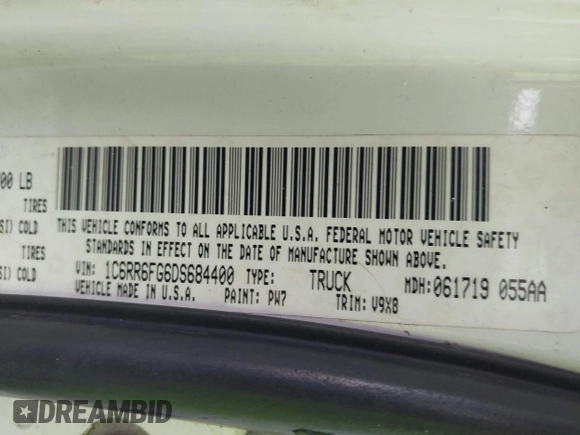 00 LB
TIRES
SI) COLD
TIRES
SI) COLD
THIS VEHICLE CONFORMS TO ALL APPLICABLE U.S.A. FEDERAL MOTOR VEHICLE SAFETY
STANDARDS IN EFFECT ON THE DATE OF MANUFACTURE SHOWN ABOVE.
VIN: 1C6RR6FG6DS684400 TYPE: TRUCK MDH: 061719 055AA
VEHICLE MADE IN U.S.A. PAINT: PW7 TRIM: V9X8
DREAMBID